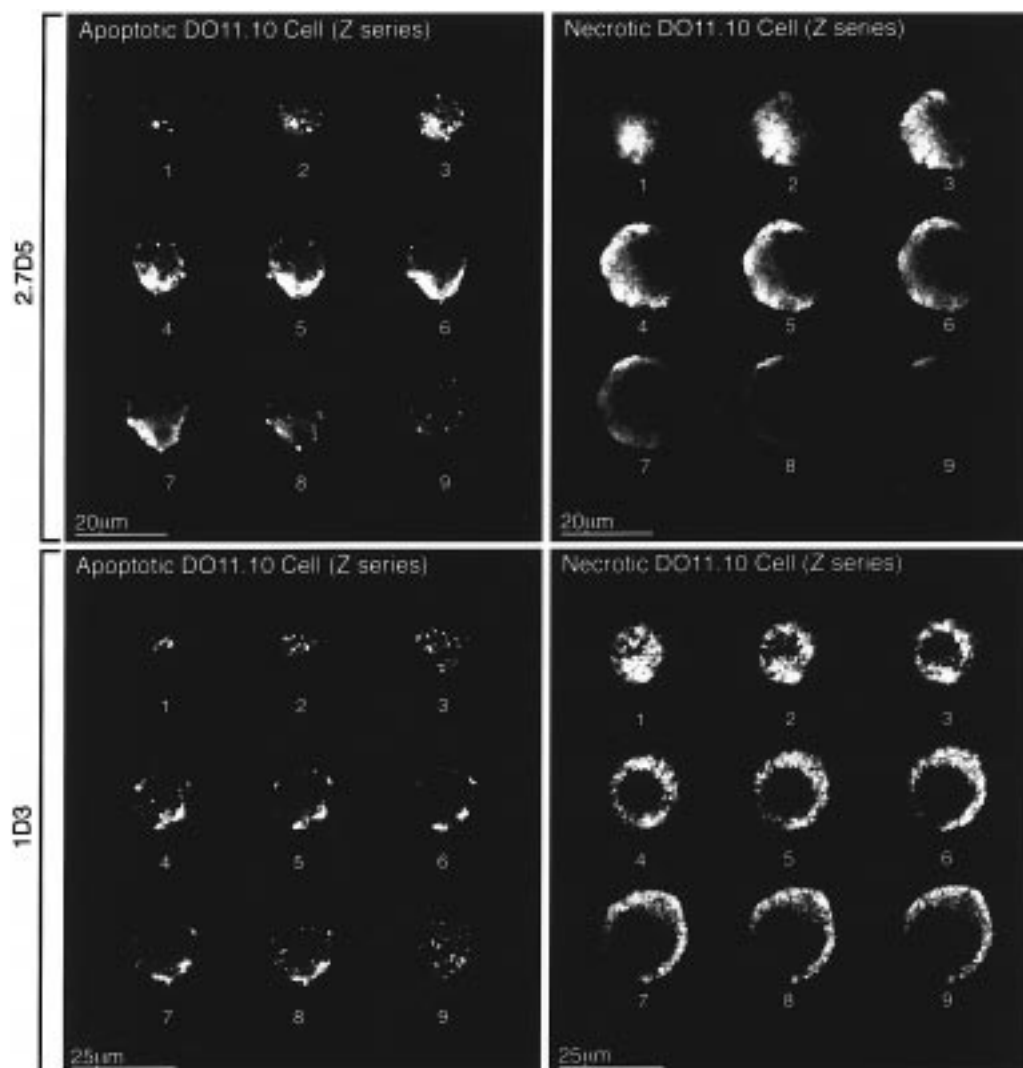 2.7D5
Apoptotic DO11.10 Cell (Z series)
1 2 3
4 5 6
7 8 9
20µm
Necrotic DO11.10 Cell (Z series)
1 2 3
4 5 6
7 8 9
20µm
1D3
Apoptotic DO11.10 Cell (Z series)
1 2 3
4 5 6
7 8 9
25µm
Necrotic DO11.10 Cell (Z series)
1 2 3
4 5 6
7 8 9
25µm